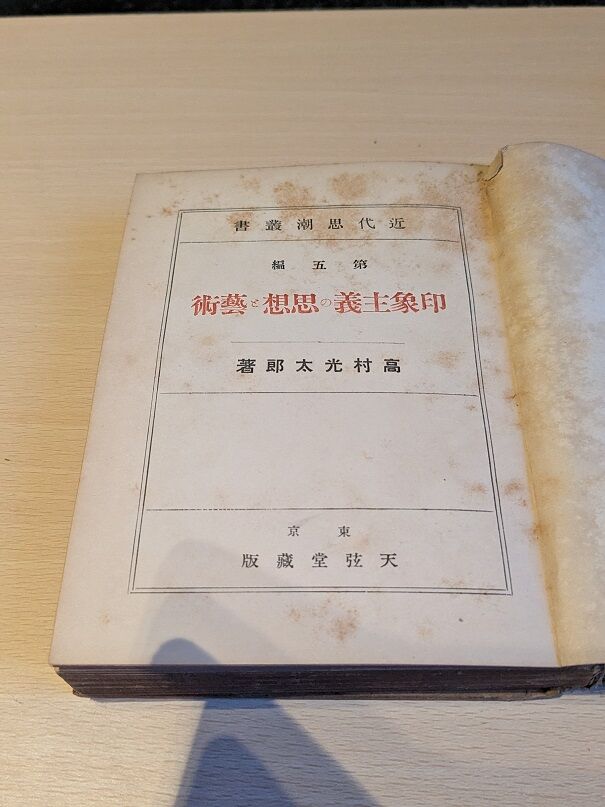 近代思潮叢書
第五編
印象主義の思想と藝術
高村光太郎著
東京
天弦堂藏版